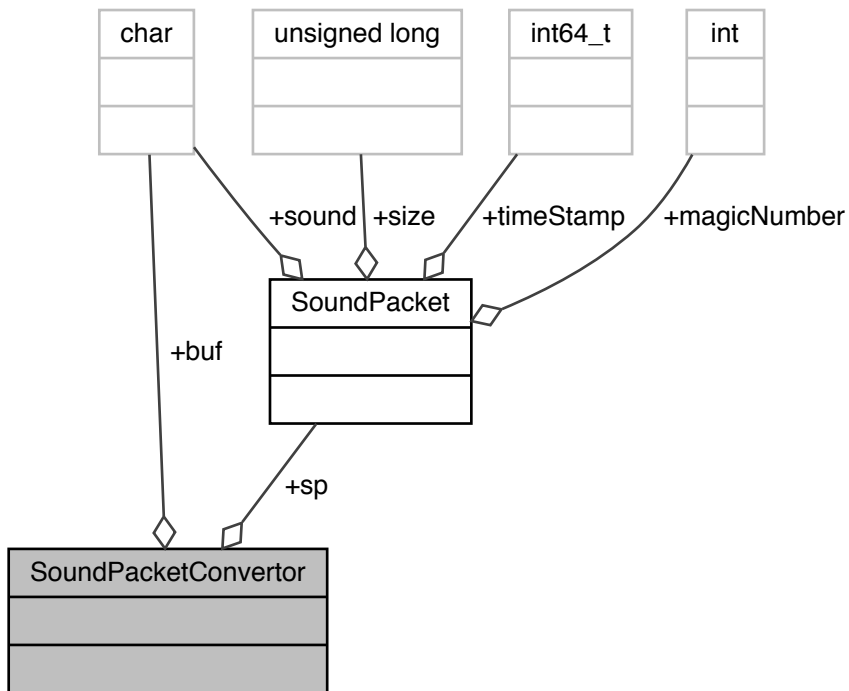 char
unsigned long
int64_t
int
+sound
+size
+timeStamp
+magicNumber
SoundPacket
+buf
+sp
SoundPacketConvertor